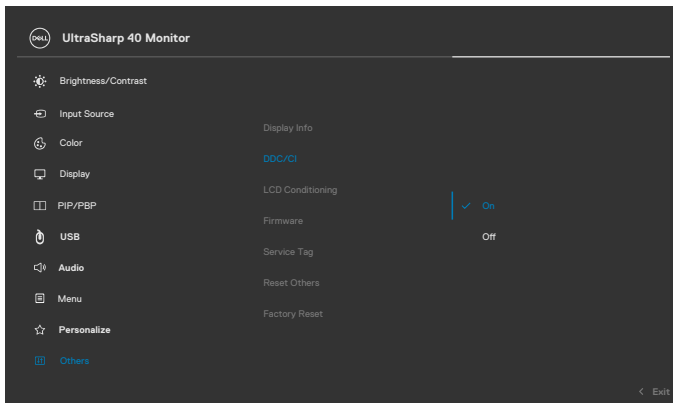 DELL
UltraSharp 40 Monitor
Brightness/Contrast
Input Source
Color
Display
PIP/PBP
USB
Audio
Menu
Personalize
Others
Display Info
DDC/CI
LCD Conditioning
Firmware
Service Tag
Reset Others
Factory Reset
On
Off
< Exit